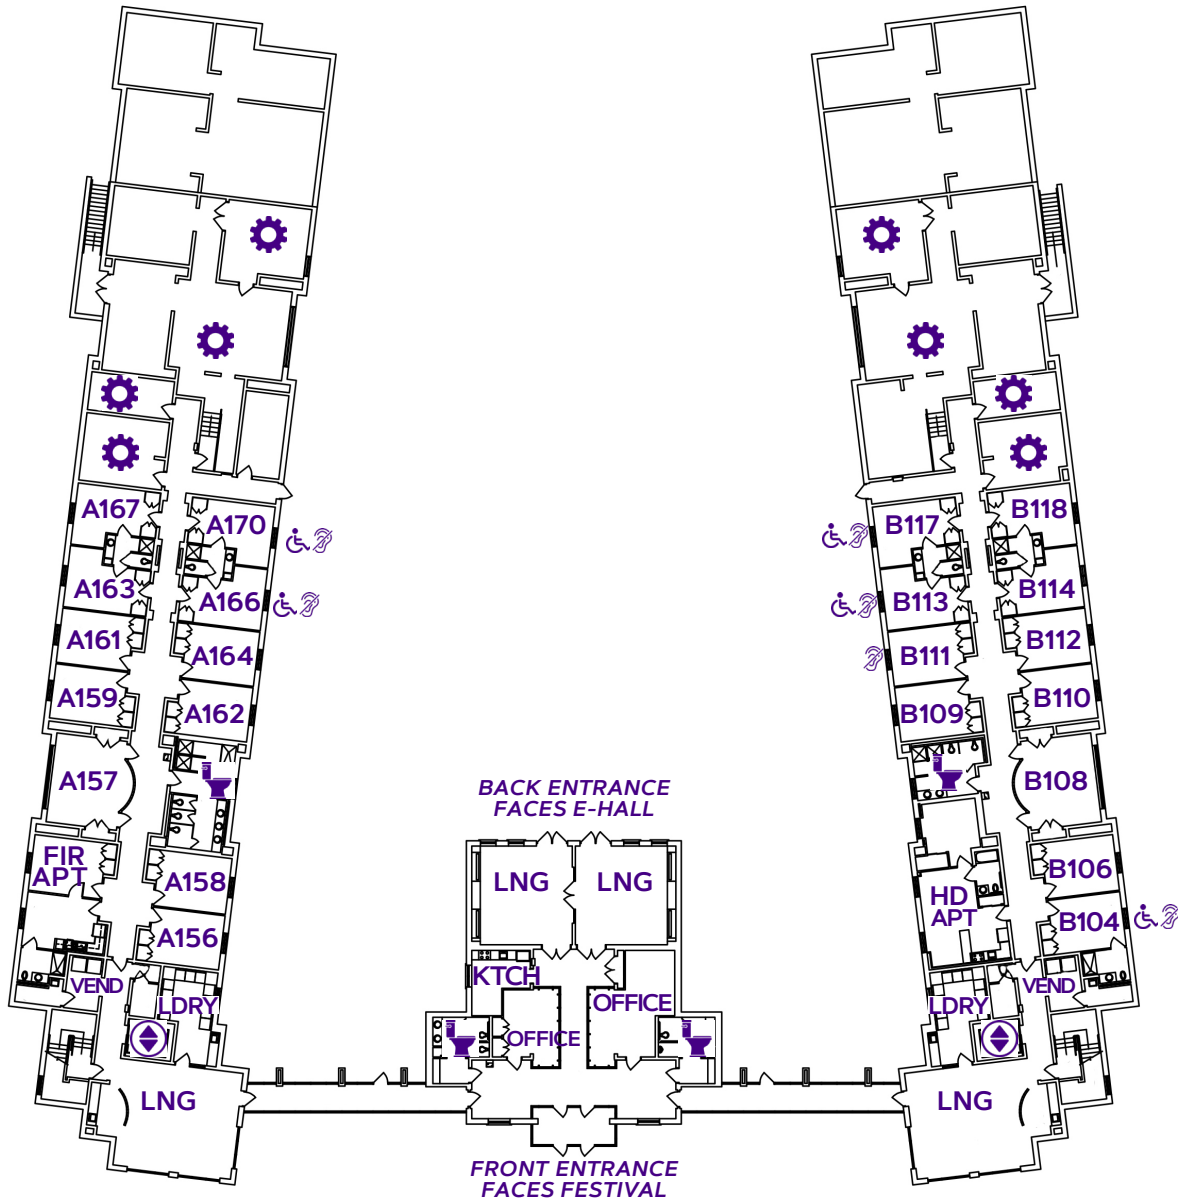 A167
A170
A163
A166
A161
A164
A159
A162
A157
FIR
APT
A158
A156
VEND
LDRY
LNG
BACK ENTRANCE
FACES E-HALL
LNG
LNG
KTCH
OFFICE
OFFICE
FRONT ENTRANCE
FACES FESTIVAL
B117
B118
B113
B114
B111
B112
B109
B110
B108
B106
HD
APT
B104
LDRY
VEND
LNG